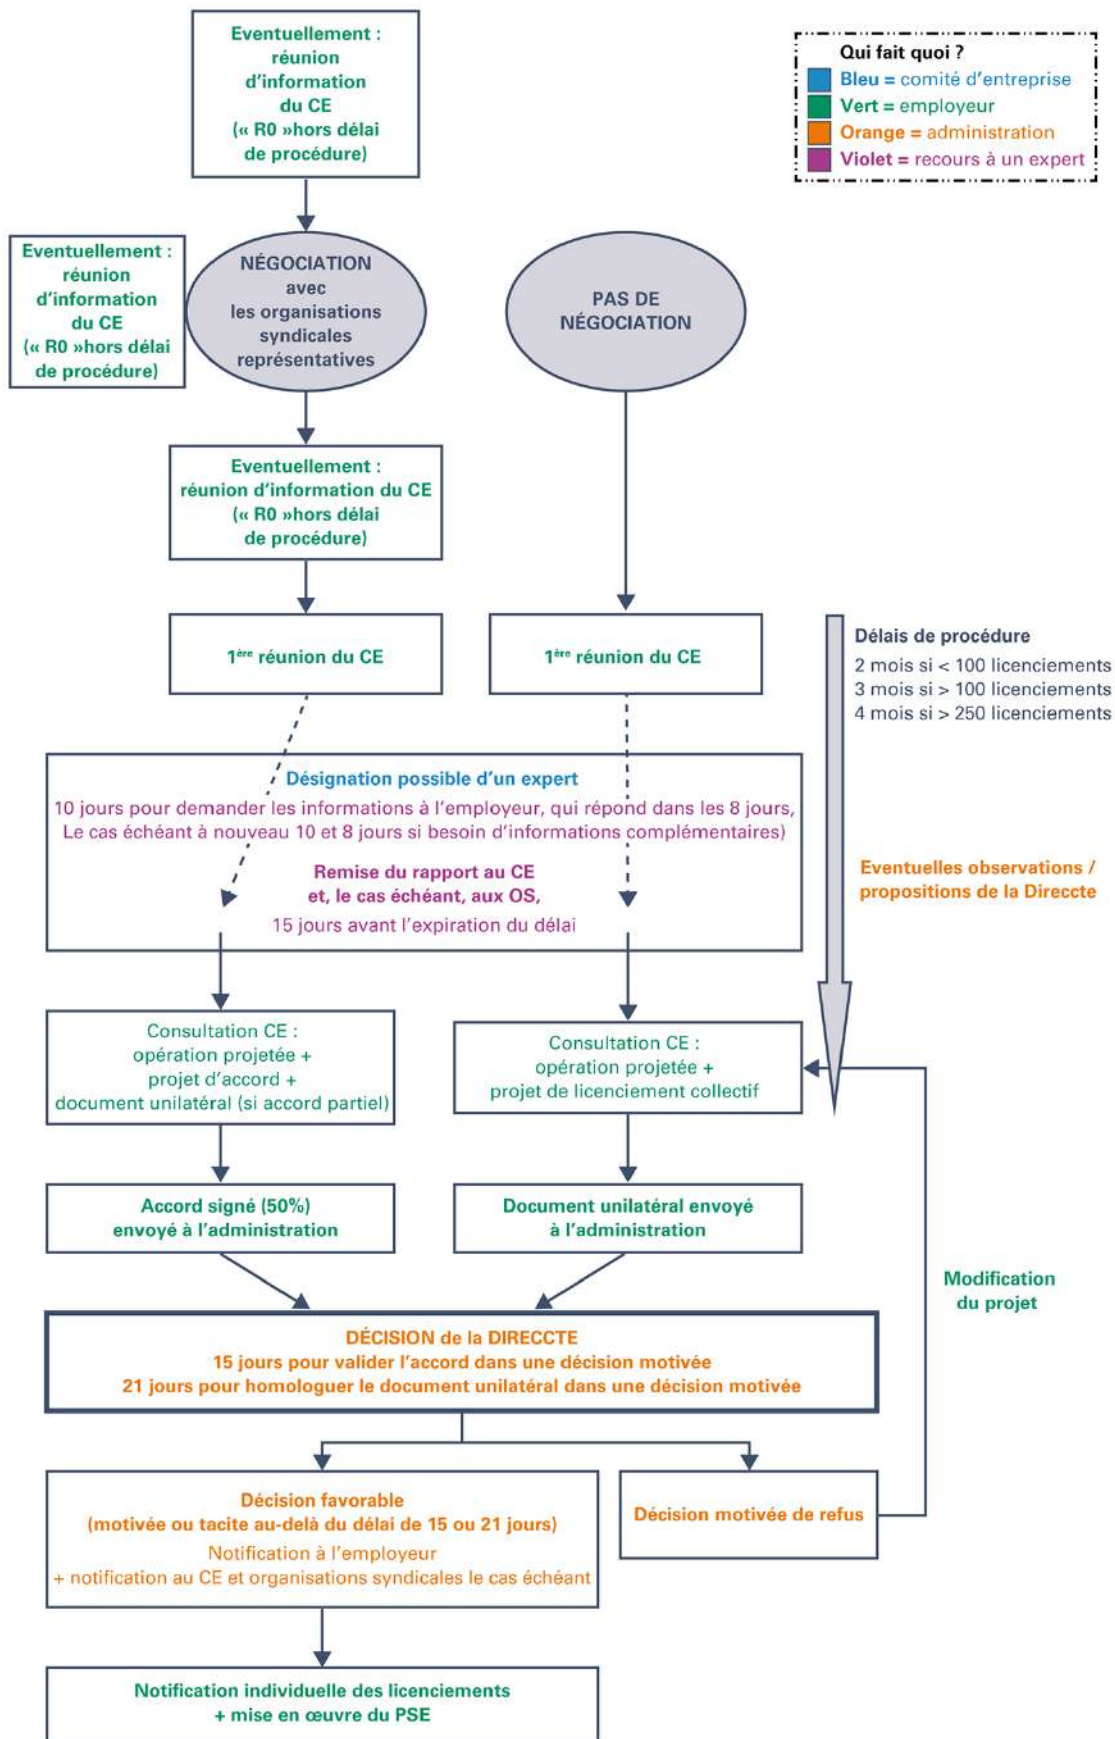 Eventuellement :
réunion
d'information
du CE
(« R0 »hors délai
de procédure)
Qui fait quoi ?
Bleu = comité d'entreprise
Vert = employeur
Orange = administration
Violet = recours à un expert
Eventuellement :
réunion
d'information
du CE
(« R0 »hors délai
de procédure)
NÉGOCIATION
avec
les organisations
syndicales
représentatives
PAS DE
NÉGOCIATION
Eventuellement :
réunion d'information du CE
(« R0 »hors délai
de procédure)
1ère réunion du CE
1ère réunion du CE
Délais de procédure
2 mois si < 100 licenciements
3 mois si > 100 licenciements
4 mois si > 250 licenciements
Désignation possible d'un expert
10 jours pour demander les informations à l'employeur, qui répond dans les 8 jours,
Le cas échéant à nouveau 10 et 8 jours si besoin d'informations complémentaires)
Remise du rapport au CE
et, le cas échéant, aux OS,
15 jours avant l'expiration du délai
Eventuelles observations /
propositions de la Direccte
Consultation CE :
opération projetée +
projet d'accord +
document unilatéral (si accord partiel)
Consultation CE :
opération projetée +
projet de licenciement collectif
Accord signé (50%)
envoyé à l'administration
Document unilatéral envoyé
à l'administration
Modification
du projet
DÉCISION de la DIRECCTE
15 jours pour valider l'accord dans une décision motivée
21 jours pour homologuer le document unilatéral dans une décision motivée
Décision favorable
(motivée ou tacite au-delà du délai de 15 ou 21 jours)
Notification à l'employeur
+ notification au CE et organisations syndicales le cas échéant
Décision motivée de refus
Notification individuelle des licenciements
+ mise en œuvre du PSE